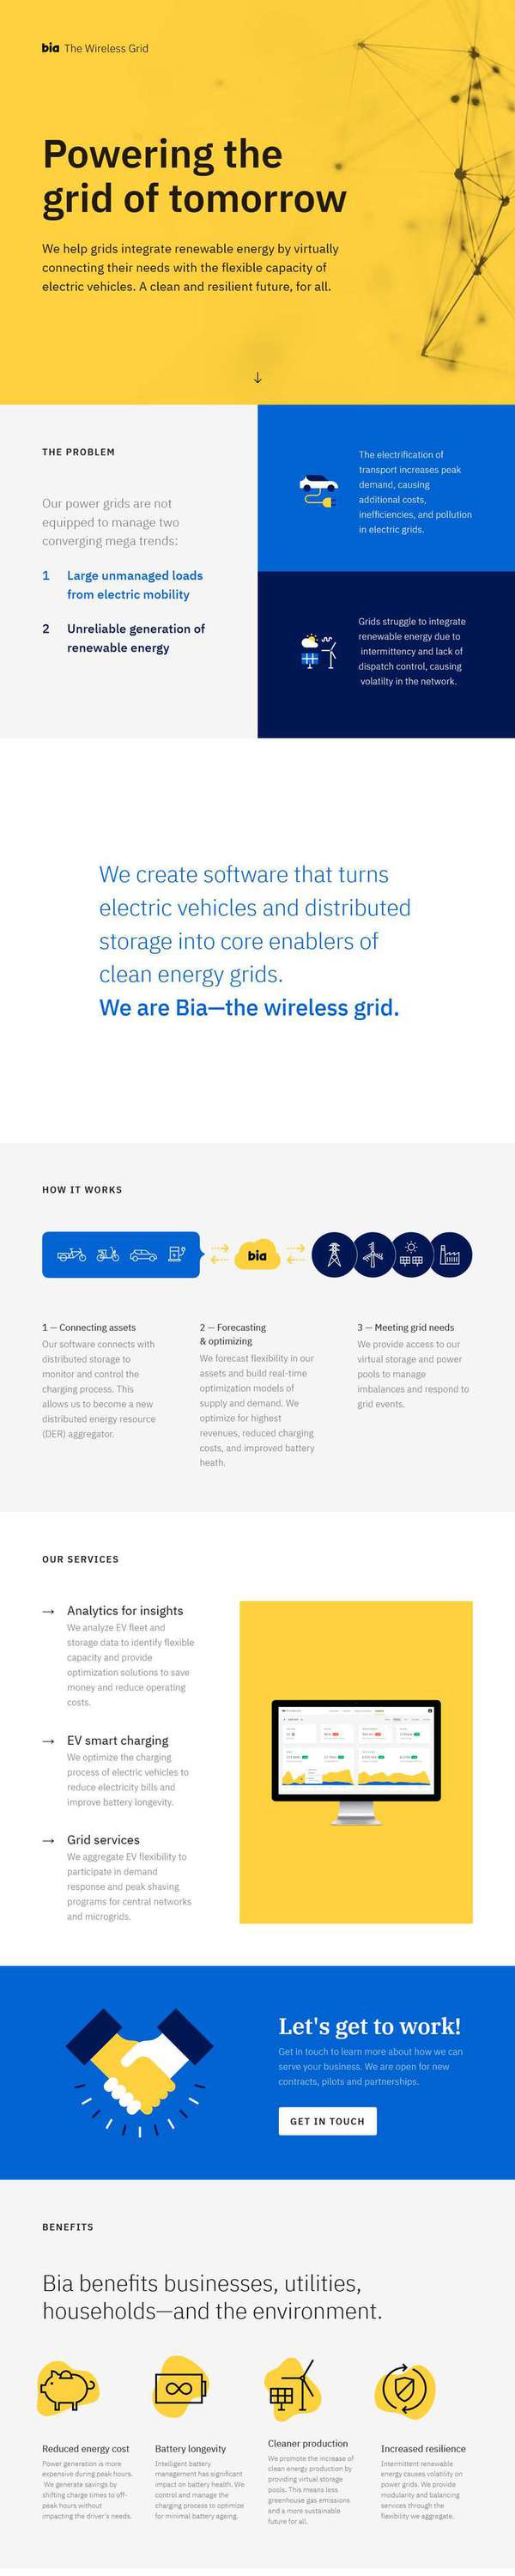 bia The Wireless Grid
Powering the
grid of tomorrow
We help grids integrate renewable energy by virtually
connecting their needs with the flexible capacity of
electric vehicles. A clean and resilient future, for all.
THE PROBLEM
Our power grids are not
equipped to manage two
converging mega trends:
1 Large unmanaged loads
from electric mobility
2 Unreliable generation of
renewable energy
The electrification of
transport increases peak
demand, causing
additional costs,
inefficiencies, and pollution
in electric grids.
Grids struggle to integrate
renewable energy due to
intermittency and lack of
dispatch control, causing
volatilty in the network.
We create software that turns
electric vehicles and distributed
storage into core enablers of
clean energy grids.
We are Bia—the wireless grid.
HOW IT WORKS
bia
1 — Connecting assets
Our software connects with
distributed storage to
monitor and control the
charging process. This
allows us to become a new
distributed energy resource
(DER) aggregator.
2 — Forecasting
& optimizing
We forecast flexibility in our
assets and build real-time
optimization models of
supply and demand. We
optimize for highest
revenues, reduced charging
costs, and improved battery
heath.
3 — Meeting grid needs
We provide access to our
virtual storage and power
pools to manage
imbalances and respond to
grid events.
OUR SERVICES
→ Analytics for insights
We analyze EV fleet and
storage data to identify flexible
capacity and provide
optimization solutions to save
money and reduce operating
costs.
→ EV smart charging
We optimize the charging
process of electric vehicles to
reduce electricity bills and
improve battery longevity.
→ Grid services
We aggregate EV flexibility to
participate in demand
response and peak shaving
programs for central networks
and microgrids.
Let's get to work!
Get in touch to learn more about how we can
serve your business. We are open for new
contracts, pilots and partnerships.
GET IN TOUCH
BENEFITS
Bia benefits businesses, utilities,
households—and the environment.
Reduced energy cost
Power generation is more
expensive during peak hours.
We generate savings by
shifting charge times to off-
peak hours without
impacting the driver's needs.
Battery longevity
Intelligent battery
management has significant
impact on battery health. We
control and manage the
charging process to optimize
for minimal battery ageing.
Cleaner production
We promote the increase of
clean energy production by
providing virtual storage
pools. This means less
greenhouse gas emissions
and a more sustainable
future for all.
Increased resilience
Intermittent renewable
energy causes volatility on
power grids. We provide
modularity and balancing
services through the
flexibility we aggregate.